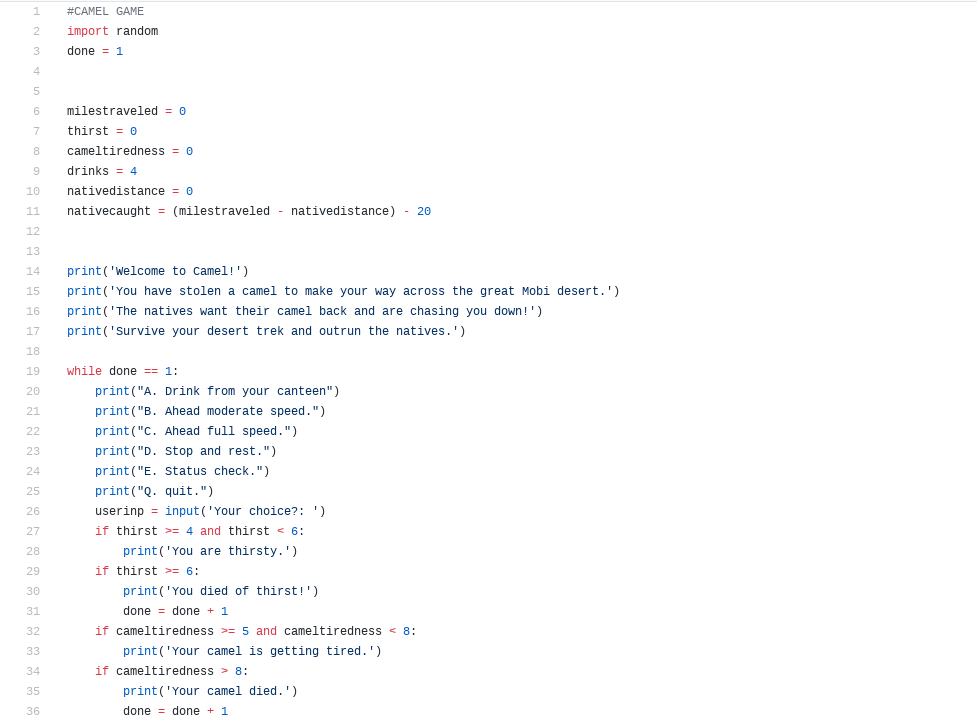 1 #CAMEL GAME
2 import random
3 done = 1
4
5
6 milestraveled = 0
7 thirst = 0
8 cameltiredness = 0
9 drinks = 4
10 nativedistance = 0
11 nativecaught = (milestraveled - nativedistance) - 20
12
13
14 print('Welcome to Camel!')
15 print('You have stolen a camel to make your way across the great Mobi desert.')
16 print('The natives want their camel back and are chasing you down!')
17 print('Survive your desert trek and outrun the natives.')
18
19 while done == 1:
20     print("A. Drink from your canteen")
21     print("B. Ahead moderate speed.")
22     print("C. Ahead full speed.")
23     print("D. Stop and rest.")
24     print("E. Status check.")
25     print("Q. quit.")
26     userinp = input('Your choice?: ')
27     if thirst >= 4 and thirst < 6:
28         print('You are thirsty.')
29     if thirst >= 6:
30         print('You died of thirst!')
31         done = done + 1
32     if cameltiredness >= 5 and cameltiredness < 8:
33         print('Your camel is getting tired.')
34     if cameltiredness > 8:
35         print('Your camel died.')
36         done = done + 1